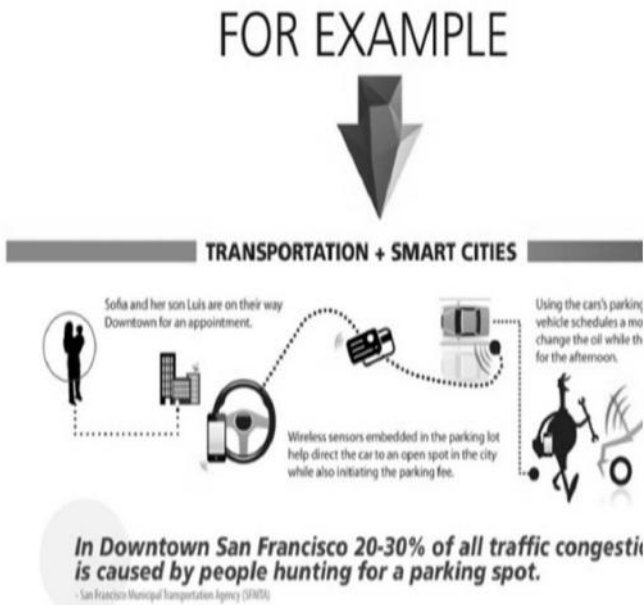 FOR EXAMPLE
TRANSPORTATION + SMART CITIES
Sofia and her son Luis are on their way
Downtown for an appointment.
Using the cars's parking
vehicle schedules a mo
change the oil while th
for the afternoon.
Wireless sensors embedded in the parking lot
help direct the car to an open spot in the city
while also initiating the parking fee.
In Downtown San Francisco 20-30% of all traffic congestio
is caused by people hunting for a parking spot.
- San Francisco Municipal Transportation Agency (SFMTA)